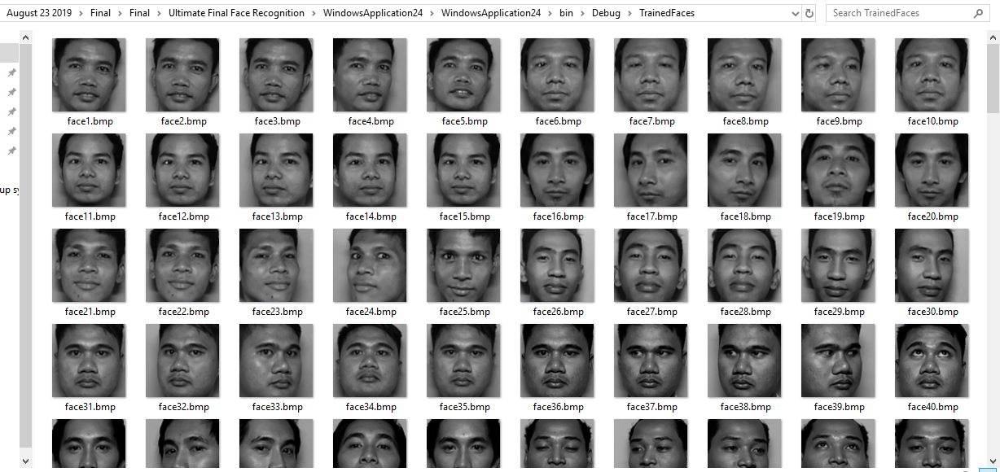 August 23 2019 > Final > Final > Ultimate Final Face Recognition > WindowsApplication24 > WindowsApplication24 > bin > Debug > TrainedFaces
Search TrainedFaces
face1.bmp face2.bmp face3.bmp face4.bmp face5.bmp face6.bmp face7.bmp face8.bmp face9.bmp face10.bmp
up sy
face11.bmp face12.bmp face13.bmp face14.bmp face15.bmp face16.bmp face17.bmp face18.bmp face19.bmp face20.bmp
face21.bmp face22.bmp face23.bmp face24.bmp face25.bmp face26.bmp face27.bmp face28.bmp face29.bmp face30.bmp
face31.bmp face32.bmp face33.bmp face34.bmp face35.bmp face36.bmp face37.bmp face38.bmp face39.bmp face40.bmp